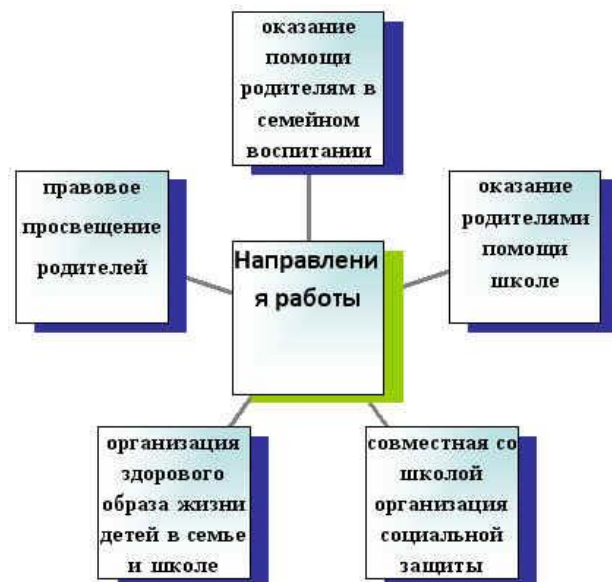 оказание
помощи
родителям в
семейном
воспитании
правовое
просвещение
родителей
оказание
родителями
помощи
школе
Направлени
я работы
организация
здорового
образа жизни
детей в семье
и школе
совместная со
школой
организация
социальной
защиты